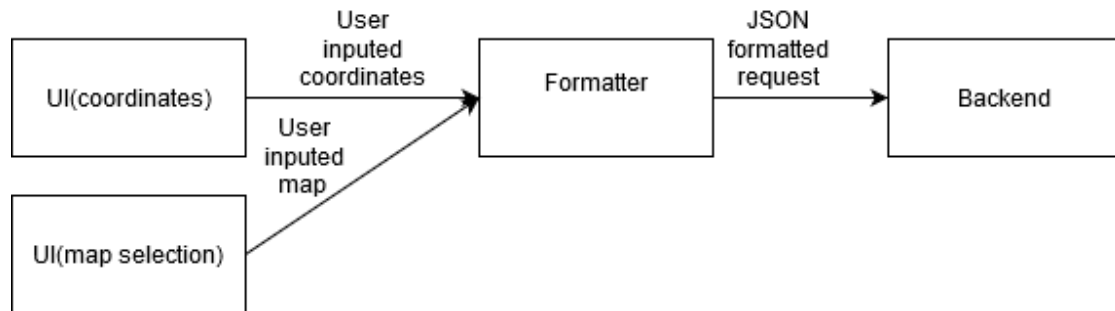 User
inputed
coordinates
JSON
formatted
request
UI(coordinates)
Formatter
Backend
User
inputed
map
UI(map selection)